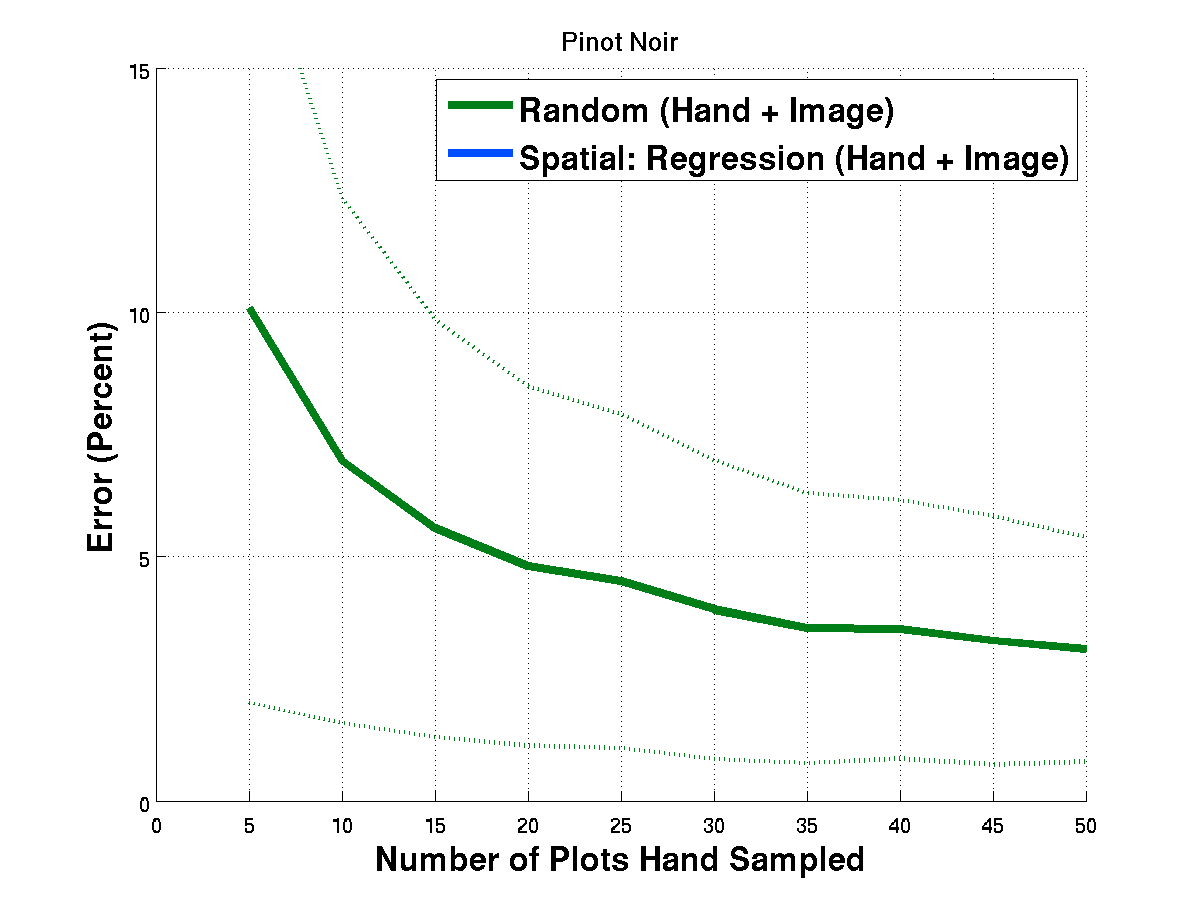 Pinot Noir
Random (Hand + Image)
Spatial: Regression (Hand + Image)
Error (Percent)
15
10
5
0
0 5 10 15 20 25 30 35 40 45 50
Number of Plots Hand Sampled